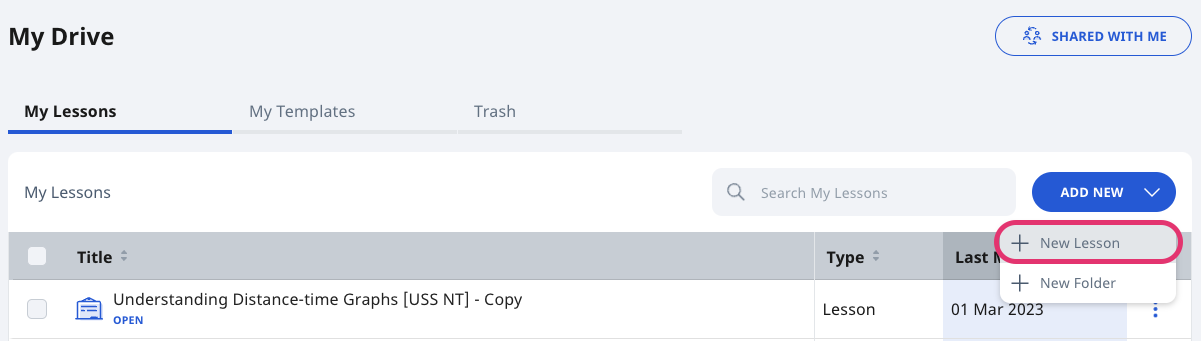 My Drive
SHARED WITH ME
My Lessons
My Templates
Trash
My Lessons
Search My Lessons
ADD NEW
Title
Type
Last
New Lesson
New Folder
Understanding Distance-time Graphs [USS NT] - Copy
OPEN
Lesson
01 Mar 2023